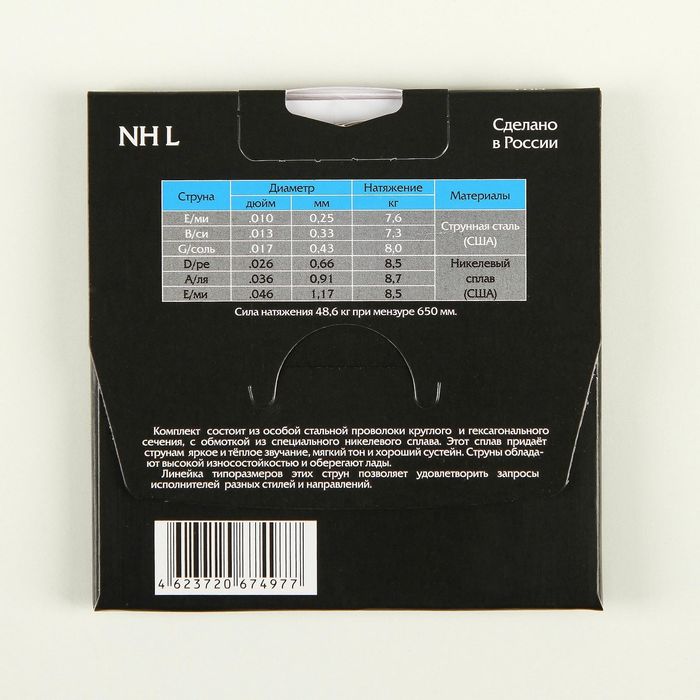 NH L
Сделано
в России
Струна Диаметр Натяжение Материалы
дюйм мм кг
E/ми .010 0,25 7,6 Струнная сталь
B/си .013 0,33 7,3 (США)
G/соль .017 0,43 8,0
D/ре .026 0,66 8,5 Никелевый
A/ля .036 0,91 8,7 сплав
E/ми .046 1,17 8,5 (США)
Сила натяжения 48,6 кг при мензуре 650 мм.
Комплект состоит из особой стальной проволоки круглого и гексагонального
сечения, с обмоткой из специального никелевого сплава. Этот сплав придаёт
струнам яркое и тёплое звучание, мягкий тон и хороший сустейн. Струны облада-
ют высокой износостойкостью и оберегают лады.
Линейка типоразмеров этих струн позволяет удовлетворить запросы
исполнителей разных стилей и направлений.
4 623720 674977